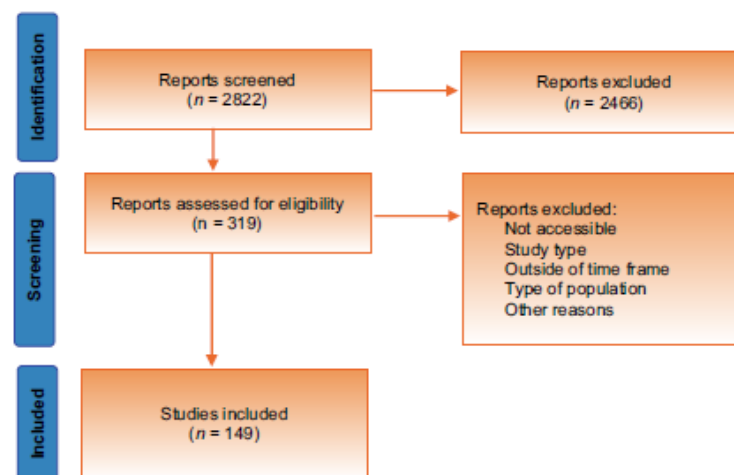 Identification
Reports screened
(n = 2822)
Reports excluded
(n = 2466)
Screening
Reports assessed for eligibility
(n = 319)
Reports excluded:
Not accessible
Study type
Outside of time frame
Type of population
Other reasons
Included
Studies included
(n = 149)